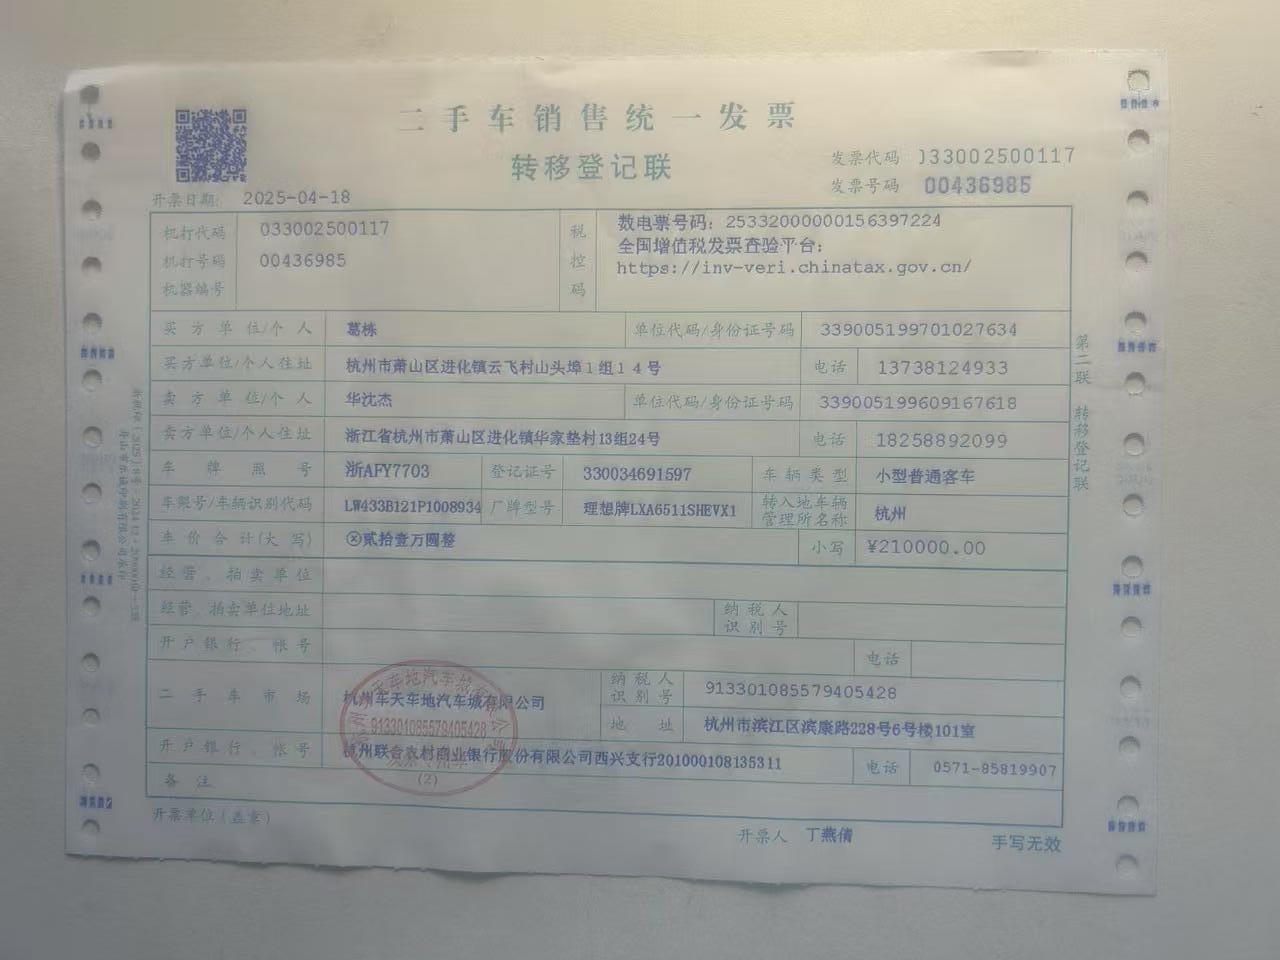 二手车销售统一发票
转移登记联
发票代码 033002500117
发票号码 00436985
开票日期: 2025-04-18
机打代码 033002500117
机打号码 00436985
机器编号
税控码
数电票号码: 25332000000156397224
全国增值税发票查验平台:
https://inv-veri.chinatax.gov.cn/
买方单位/个人 葛栋 单位代码/身份证号码 339005199701027634
买方单位/个人住址 杭州市萧山区进化镇云飞村山头埠1组14号 电话 13738124933
卖方单位/个人 华沈杰 单位代码/身份证号码 339005199609167618
卖方单位/个人住址 浙江省杭州市萧山区进化镇华家垫村13组24号 电话 18258892099
车牌照号 浙AFY7703 登记证号 330034691597 车辆类型 小型普通客车
车架号/车辆识别代码 LW433B121P1008934 厂牌型号 理想牌LXA6511SHEVX1 转入地车辆管理所名称 杭州
车价合计(大写) ⓧ贰拾壹万圆整 小写 ¥210000.00
经营、拍卖单位
经营、拍卖单位地址 纳税人识别号
开户银行、帐号 电话
二手车市场 杭州车天车地汽车城有限公司 纳税人识别号 913301085579405428
地址 杭州市滨江区滨康路228号6号楼101室
开户银行、帐号 杭州联合农村商业银行股份有限公司西兴支行201000108135311 电话 0571-85819907
备注
913301085579405428
(2)
开票单位(盖章)
开票人 丁燕倩
手写无效
第二联 转移登记联